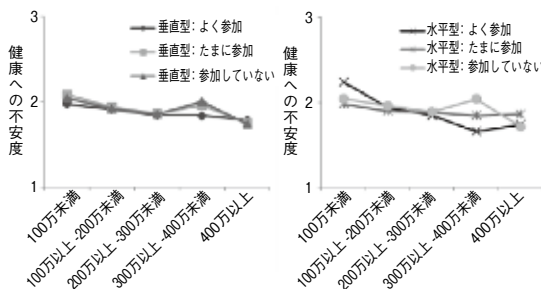 健康への不安度
3
2
1
垂直型：よく参加
垂直型：たまに参加
垂直型：参加していない
100万未満
100万以上-200万未満
200万以上-300万未満
300万以上-400万未満
400万以上
健康への不安度
3
2
1
水平型：よく参加
水平型：たまに参加
水平型：参加していない
100万未満
100万以上-200万未満
200万以上-300万未満
300万以上-400万未満
400万以上